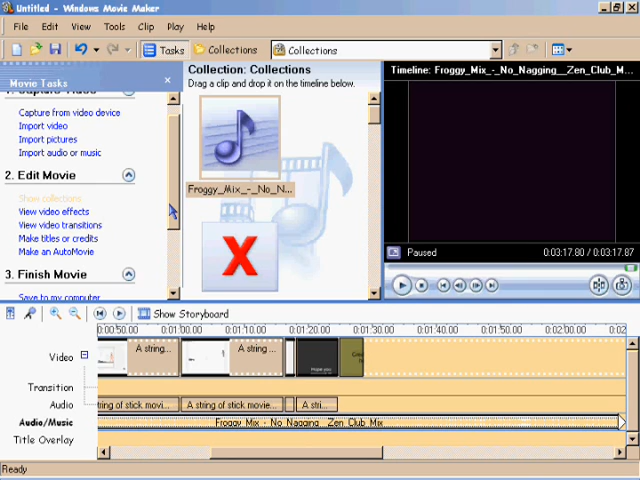 Untitled - Windows Movie Maker
File Edit View Tools Clip Play Help
Tasks Collections Collections
Movie Tasks
Capture from video device
Import video
Import pictures
Import audio or music
2. Edit Movie
Show collections
View video effects
View video transitions
Make titles or credits
Make an AutoMovie
3. Finish Movie
Save to my computer
Collection: Collections
Drag a clip and drop it on the timeline below.
Froggy_Mix_-_No_N...
X
Timeline: Froggy_Mix_-_No_Nagging__Zen_Club_M...
Paused 0:03:17.80 / 0:03:17.87
Show Storyboard
0:00:50.00 0:01:00.00 0:01:10.00 0:01:20.00 0:01:30.00 0:01:40.00 0:01:50.00 0:02:00.00 0:02
Video A string... A string ...
Transition
Audio ring of stick movi... A string of stick movie... A stri...
Audio/Music Froggy_Mix_-_No_Nagging__Zen_Club_Mix
Title Overlay
Ready